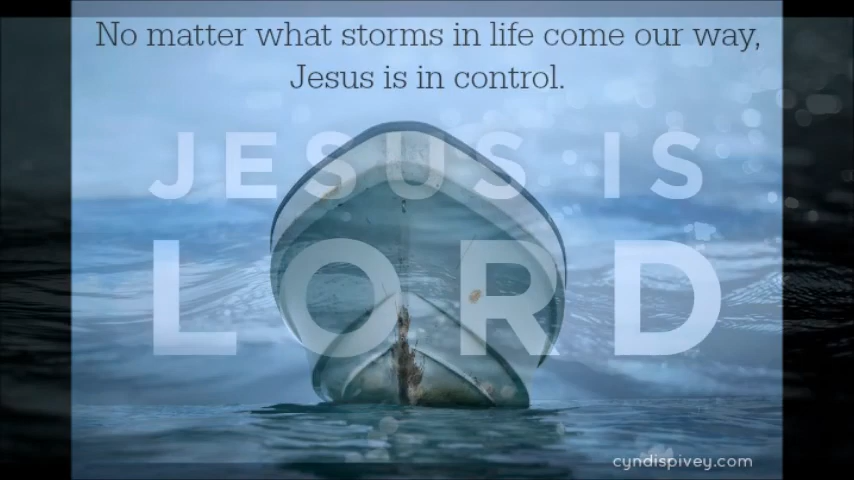 No matter what storms in life come our way,
Jesus is in control.
JESUS IS
LORD
cyndispivey.com